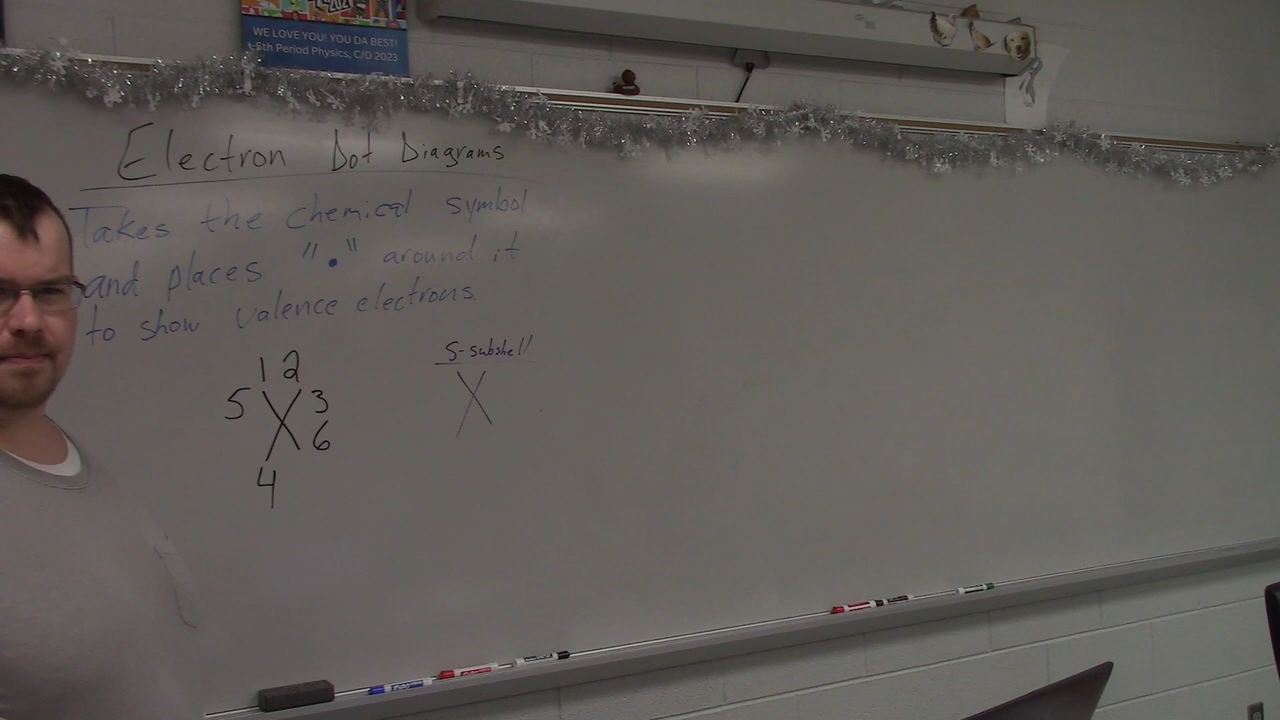 WE LOVE YOU! YOU DA BEST!
-5th Period Physics, C/O 2023
Electron Dot Diagrams
Takes the chemical symbol
and places "•" around it
to show valence electrons.
S-subshell
1 2
5 X 3
6
4
X